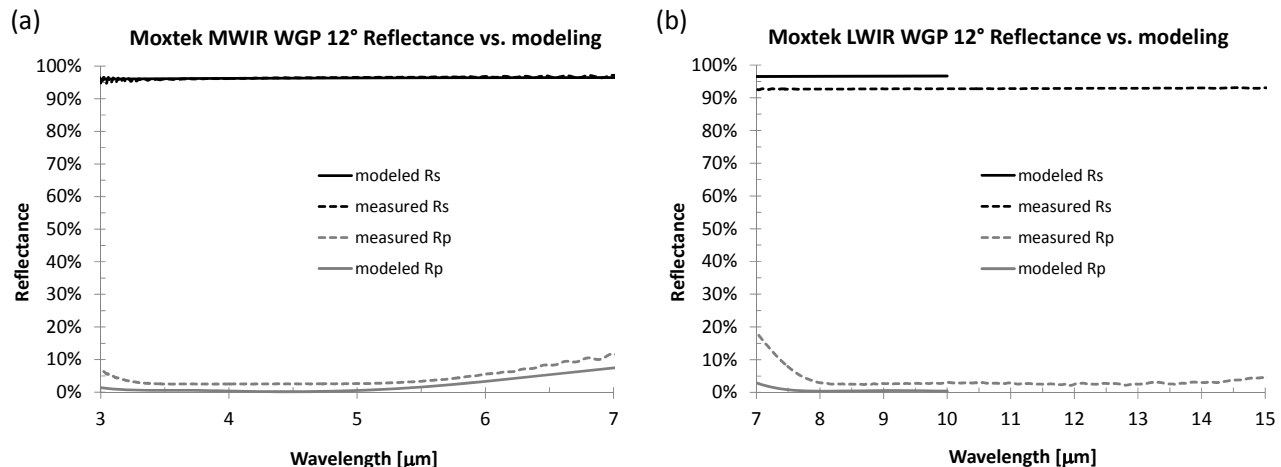 (a)
Moxtek MWIR WGP 12° Reflectance vs. modeling
100%
90%
80%
70%
60%
50%
40%
30%
20%
10%
0%
Reflectance
modeled Rs
measured Rs
measured Rp
modeled Rp
3 4 5 6 7
Wavelength [µm]
(b)
Moxtek LWIR WGP 12° Reflectance vs. modeling
100%
90%
80%
70%
60%
50%
40%
30%
20%
10%
0%
Reflectance
modeled Rs
measured Rs
measured Rp
modeled Rp
7 8 9 10 11 12 13 14 15
Wavelength [µm]